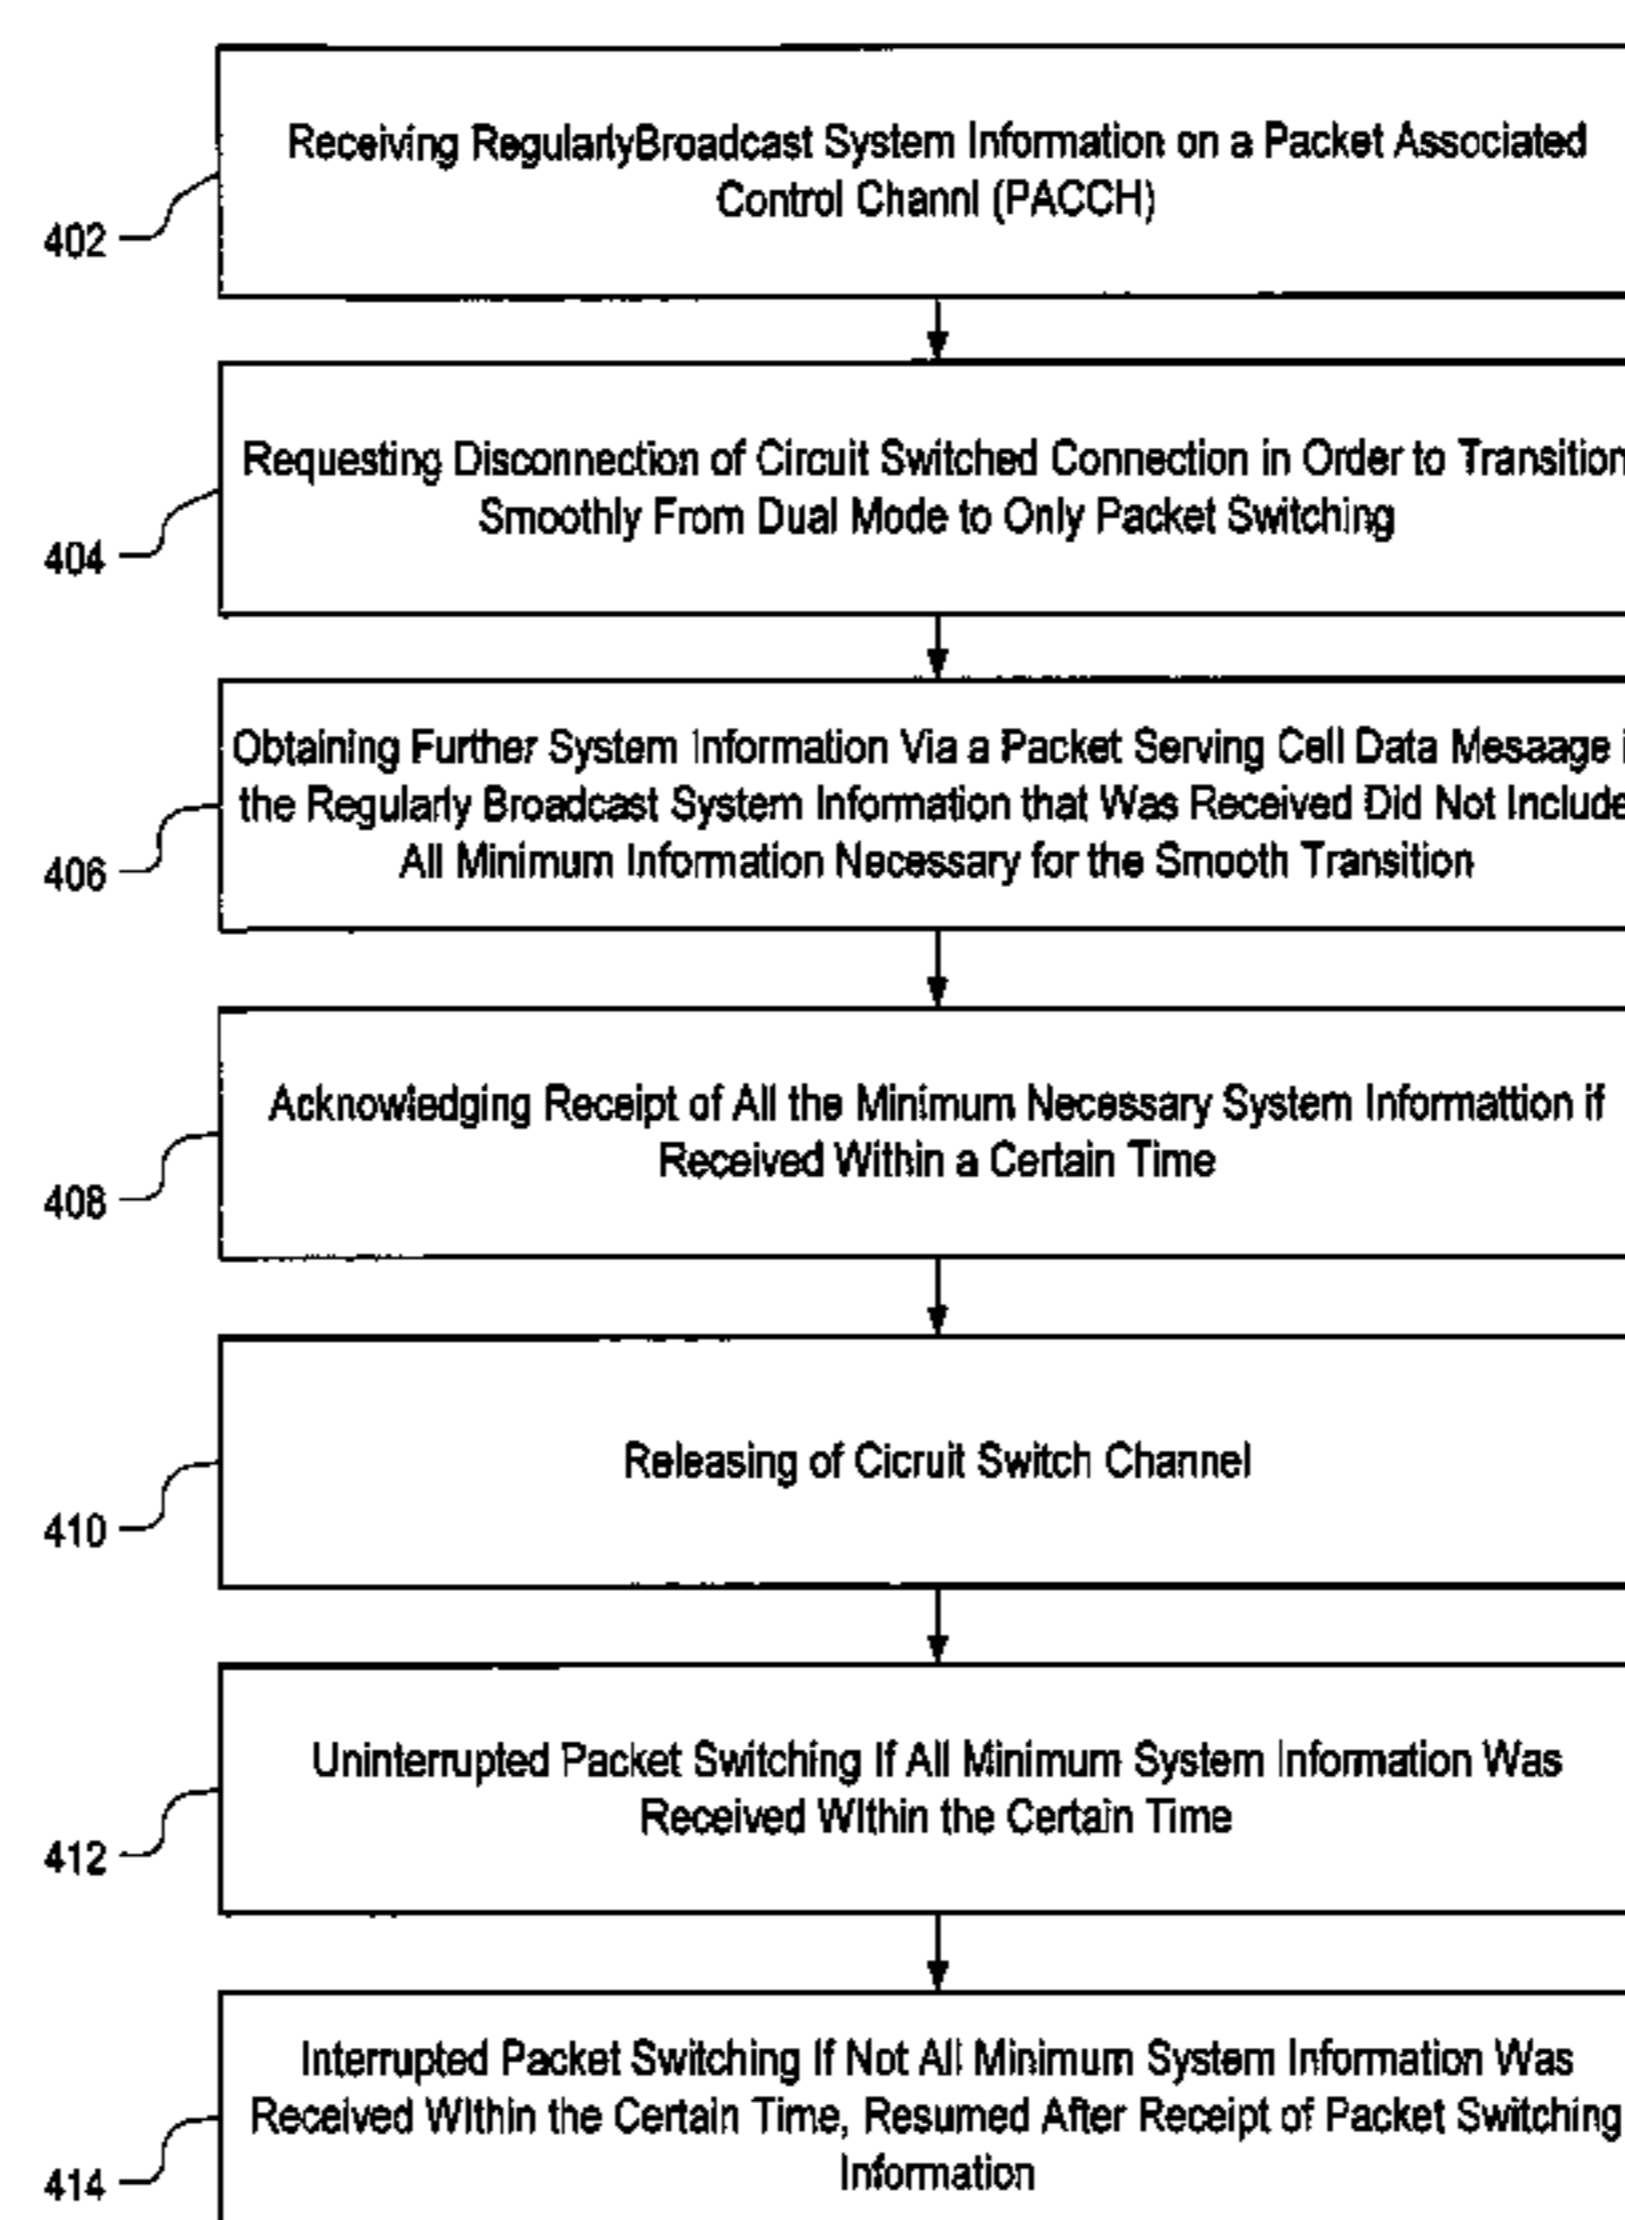 Receiving RegularlyBroadcast System Information on a Packet Associated
Control Channl (PACCH)
402
Requesting Disconnection of Circuit Switched Connection in Order to Transition
Smoothly From Dual Mode to Only Packet Switching
404
Obtaining Further System Information Via a Packet Serving Cell Data Mesaage
the Regularly Broadcast System Information that Was Received Did Not Include
All Minimum Information Necessary for the Smooth Transition
406
Acknowledging Receipt of All the Minimum Necessary System Informattion if
Received Within a Certain Time
408
Releasing of Cicruit Switch Channel
410
Uninterrupted Packet Switching If All Minimum System Information Was
Received WIthin the Certain Time
412
Interrupted Packet Switching If Not All Minimum System Information Was
Received WIthin the Certain Time, Resumed After Receipt of Packet Switching
Information
414